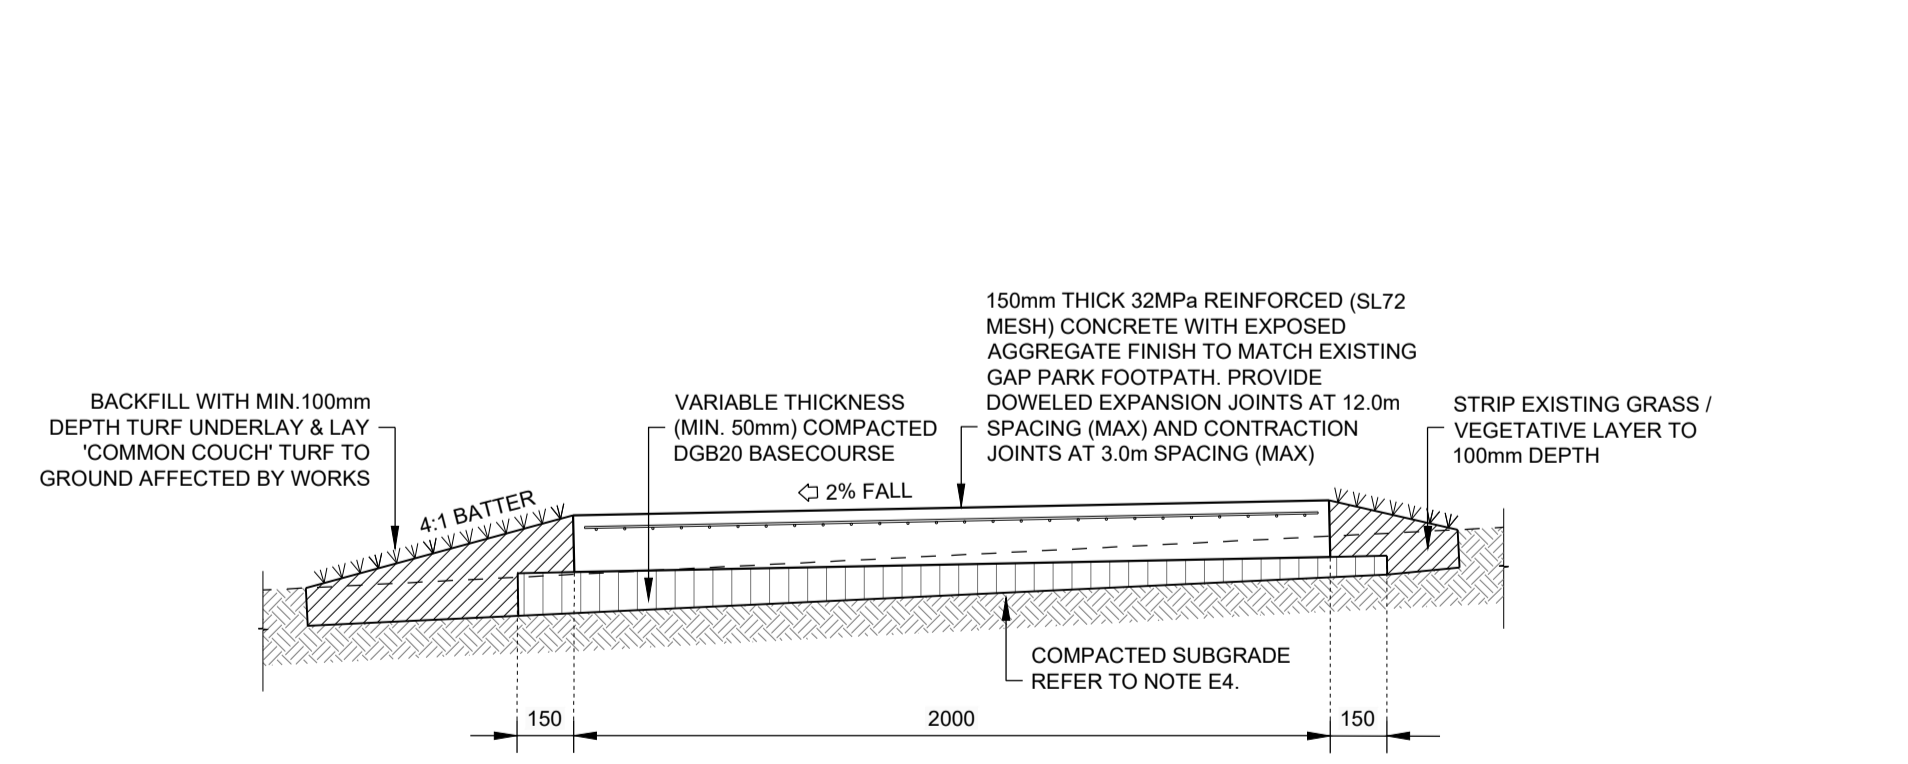 150mm THICK 32MPa REINFORCED (SL72
MESH) CONCRETE WITH EXPOSED
AGGREGATE FINISH TO MATCH EXISTING
GAP PARK FOOTPATH. PROVIDE
DOWELED EXPANSION JOINTS AT 12.0m
SPACING (MAX) AND CONTRACTION
JOINTS AT 3.0m SPACING (MAX)
BACKFILL WITH MIN.100mm
DEPTH TURF UNDERLAY & LAY
'COMMON COUCH' TURF TO
GROUND AFFECTED BY WORKS
VARIABLE THICKNESS
(MIN. 50mm) COMPACTED
DGB20 BASECOURSE
STRIP EXISTING GRASS /
VEGETATIVE LAYER TO
100mm DEPTH
4:1 BATTER
2% FALL
COMPACTED SUBGRADE
REFER TO NOTE E4.
150
2000
150